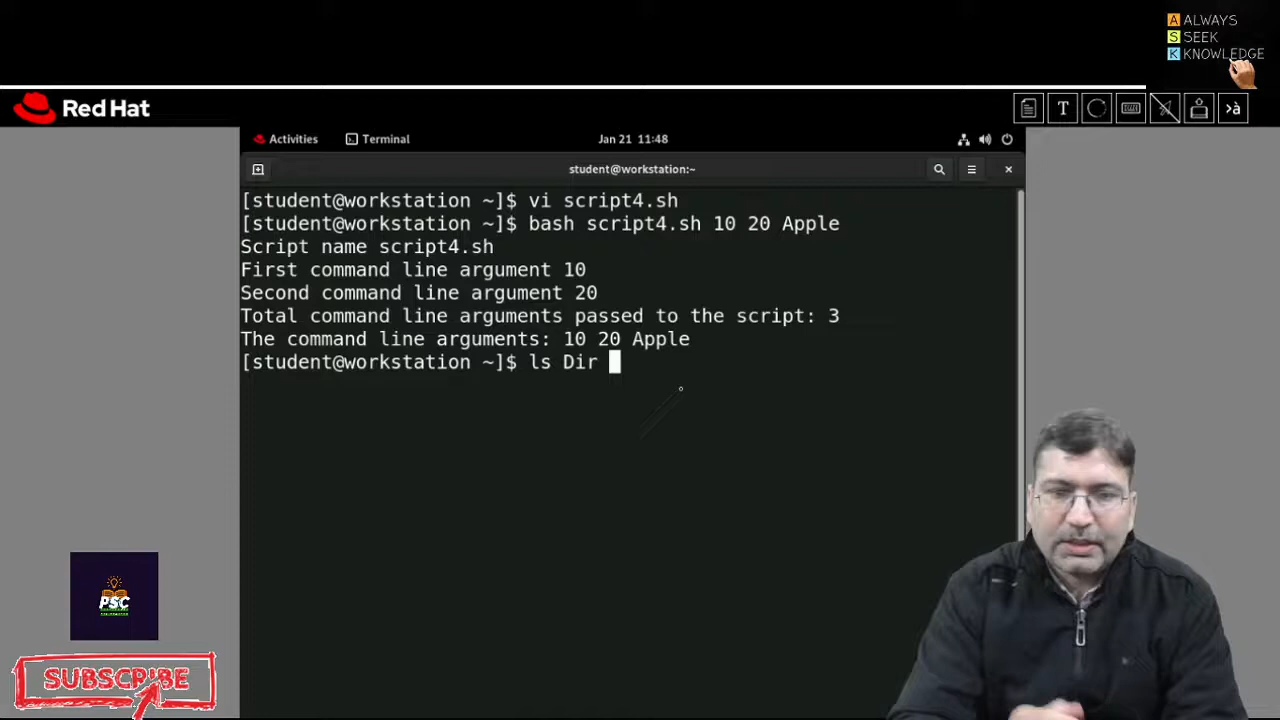 ALWAYS
SEEK
KNOWLEDGE
Red Hat
T
>à
Activities
Terminal
Jan 21 11:48
student@workstation:~
[student@workstation ~]$ vi script4.sh
[student@workstation ~]$ bash script4.sh 10 20 Apple
Script name script4.sh
First command line argument 10
Second command line argument 20
Total command line arguments passed to the script: 3
The command line arguments: 10 20 Apple
[student@workstation ~]$ ls Dir
PSC
SUBSCRIBE